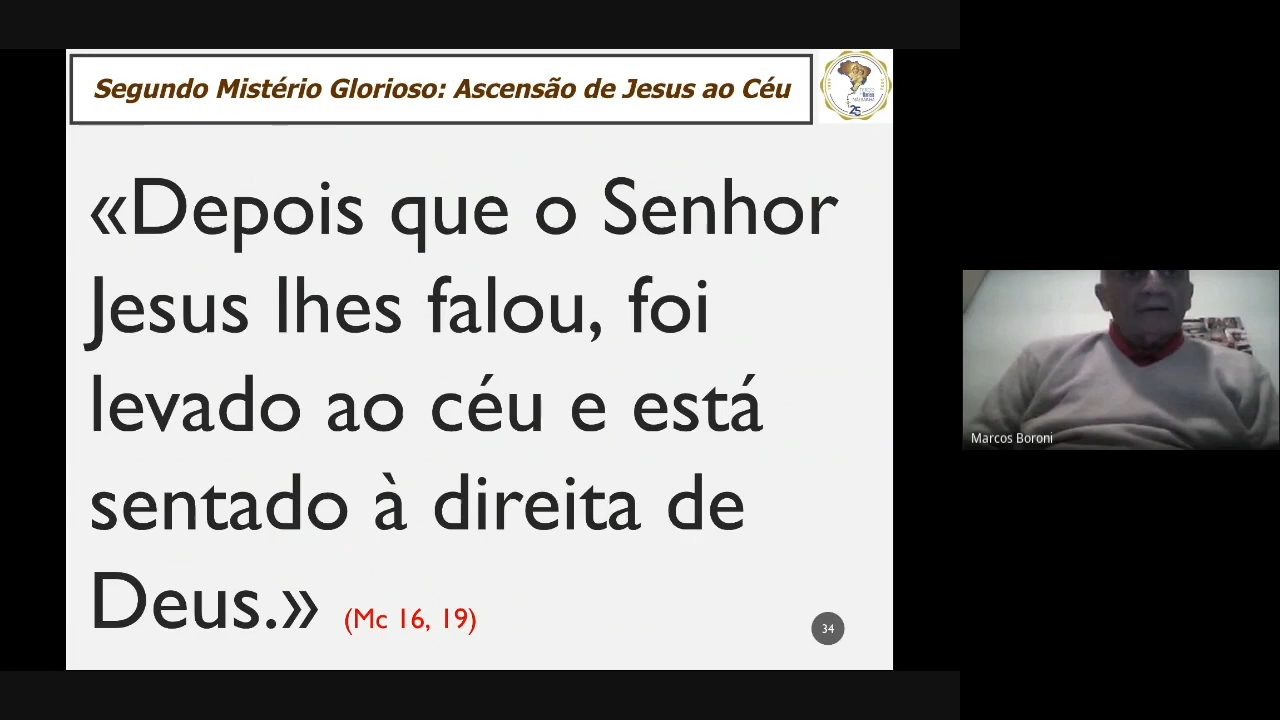 Segundo Mistério Glorioso: Ascensão de Jesus ao Céu
25
«Depois que o Senhor
Jesus lhes falou, foi
levado ao céu e está
sentado à direita de
Deus.» (Mc 16, 19)
34
Marcos Boroni